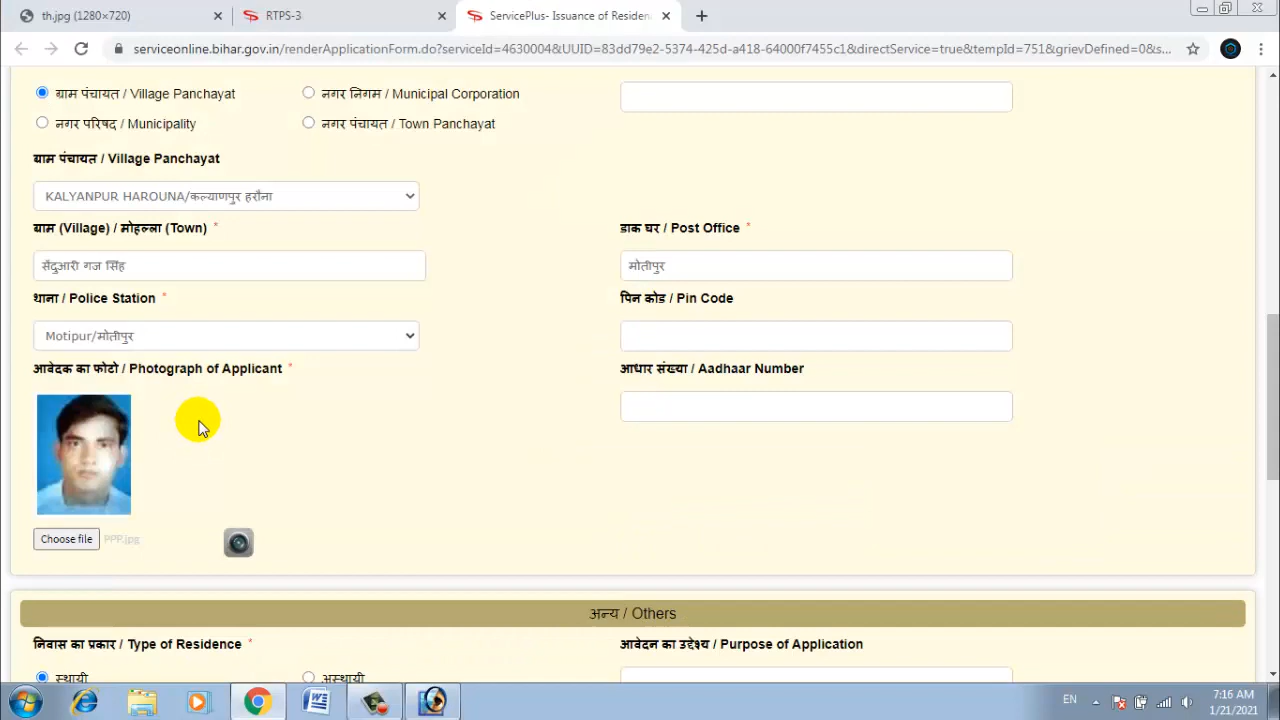 th.jpg (1280×720)
RTPS-3
ServicePlus- Issuance of Residen
serviceonline.bihar.gov.in/renderApplicationForm.do?serviceId=4630004&UUID=83dd79e2-5374-425d-a418-64000f7455c1&directService=true&tempId=751&grievDefined=0&s...
ग्राम पंचायत / Village Panchayat
नगर निगम / Municipal Corporation
नगर परिषद / Municipality
नगर पंचायत / Town Panchayat
ग्राम पंचायत / Village Panchayat
KALYANPUR HAROUNA/कल्याणपुर हरौना
ग्राम (Village) / मोहल्ला (Town) *
डाक घर / Post Office *
सेंदुआरी गज सिंह
मोतीपुर
थाना / Police Station *
पिन कोड / Pin Code
Motipur/मोतीपुर
आवेदक का फोटो / Photograph of Applicant *
आधार संख्या / Aadhaar Number
Choose file PPP.jpg
अन्य / Others
निवास का प्रकार / Type of Residence *
आवेदन का उद्देश्य / Purpose of Application
स्थायी
अस्थायी
EN
7:16 AM
1/21/2021